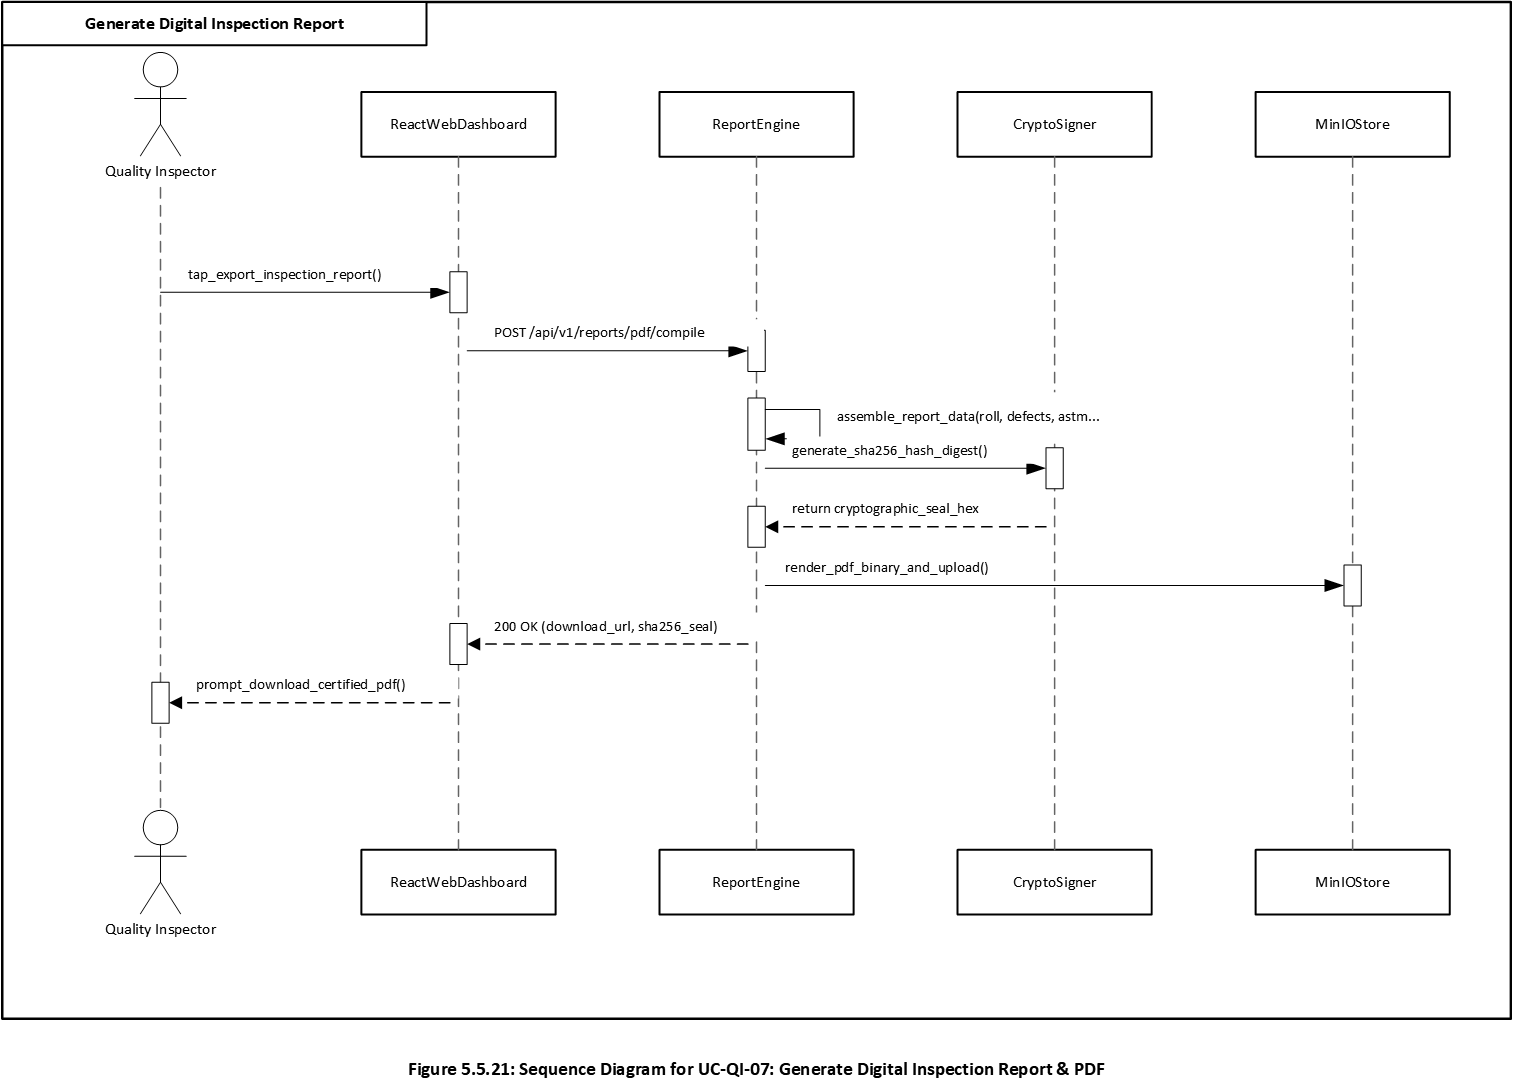 Generate Digital Inspection Report
Quality Inspector
ReactWebDashboard
ReportEngine
CryptoSigner
MinIOStore
tap_export_inspection_report()
POST /api/v1/reports/pdf/compile
assemble_report_data(roll, defects, astm...
generate_sha256_hash_digest()
return cryptographic_seal_hex
render_pdf_binary_and_upload()
200 OK (download_url, sha256_seal)
prompt_download_certified_pdf()
Quality Inspector
ReactWebDashboard
ReportEngine
CryptoSigner
MinIOStore
Figure 5.5.21: Sequence Diagram for UC-QI-07: Generate Digital Inspection Report & PDF